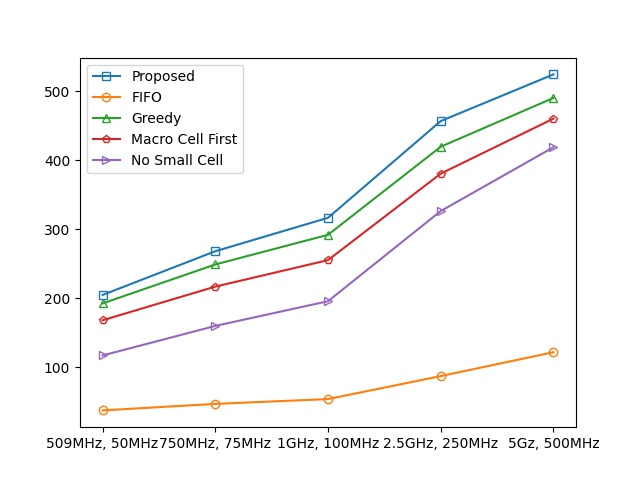 Proposed
FIFO
Greedy
Macro Cell First
No Small Cell
500
400
300
200
100
509MHz, 50MHz 750MHz, 75MHz 1GHz, 100MHz 2.5GHz, 250MHz 5Gz, 500MHz